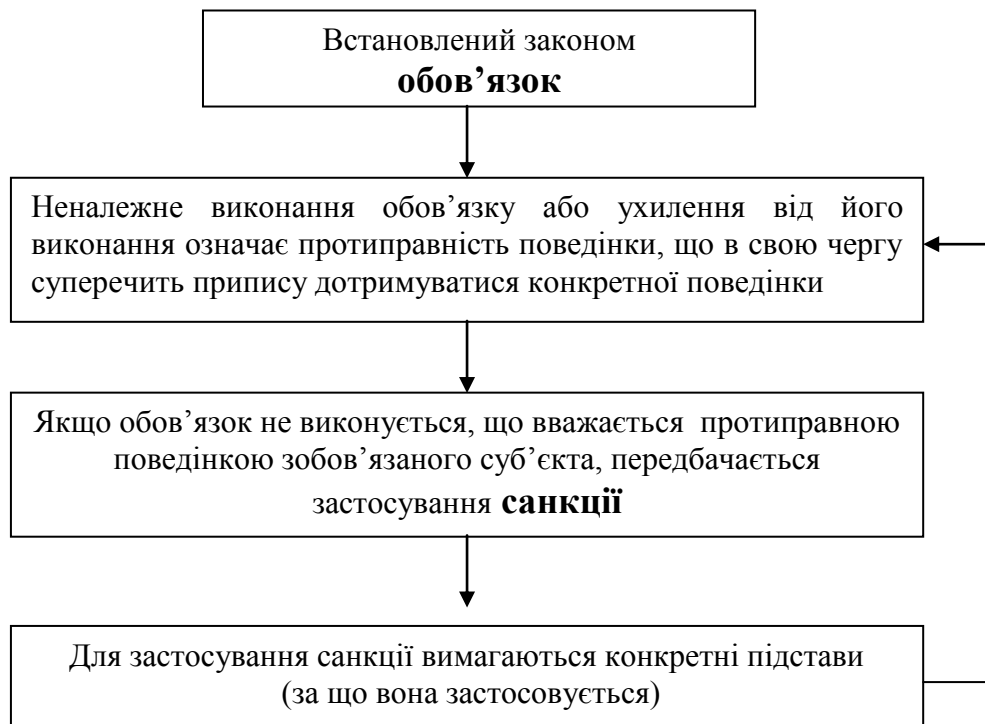 Встановлений законом
обов’язок
Неналежне виконання обов’язку або ухилення від його
виконання означає протиправність поведінки, що в свою чергу
суперечить припису дотримуватися конкретної поведінки
Якщо обов’язок не виконується, що вважається протиправною
поведінкою зобов’язаного суб’єкта, передбачається
застосування санкції
Для застосування санкції вимагаються конкретні підстави
(за що вона застосовується)